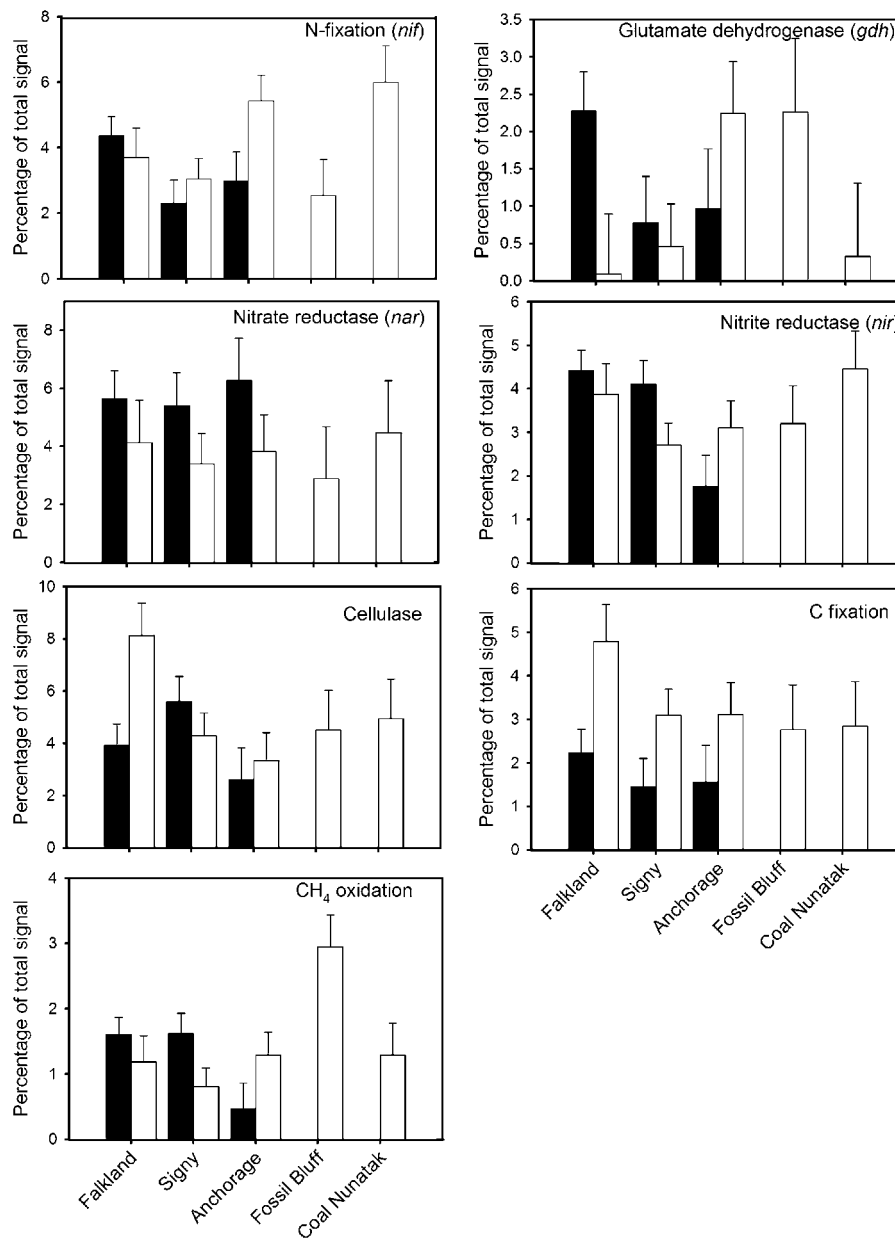 N-fixation (nif)
Percentage of total signal
8
6
4
2
0
Glutamate dehydrogenase (gdh)
Percentage of total signal
3.5
3.0
2.5
2.0
1.5
1.0
0.5
0.0
Nitrate reductase (nar)
Percentage of total signal
8
6
4
2
0
Nitrite reductase (nir)
Percentage of total signal
6
5
4
3
2
1
0
Cellulase
Percentage of total signal
10
8
6
4
2
0
C fixation
Percentage of total signal
6
5
4
3
2
1
0
Falkland
Signy
Anchorage
Fossil Bluff
Coal Nunatak
CH4 oxidation
Percentage of total signal
4
3
2
1
0
Falkland
Signy
Anchorage
Fossil Bluff
Coal Nunatak